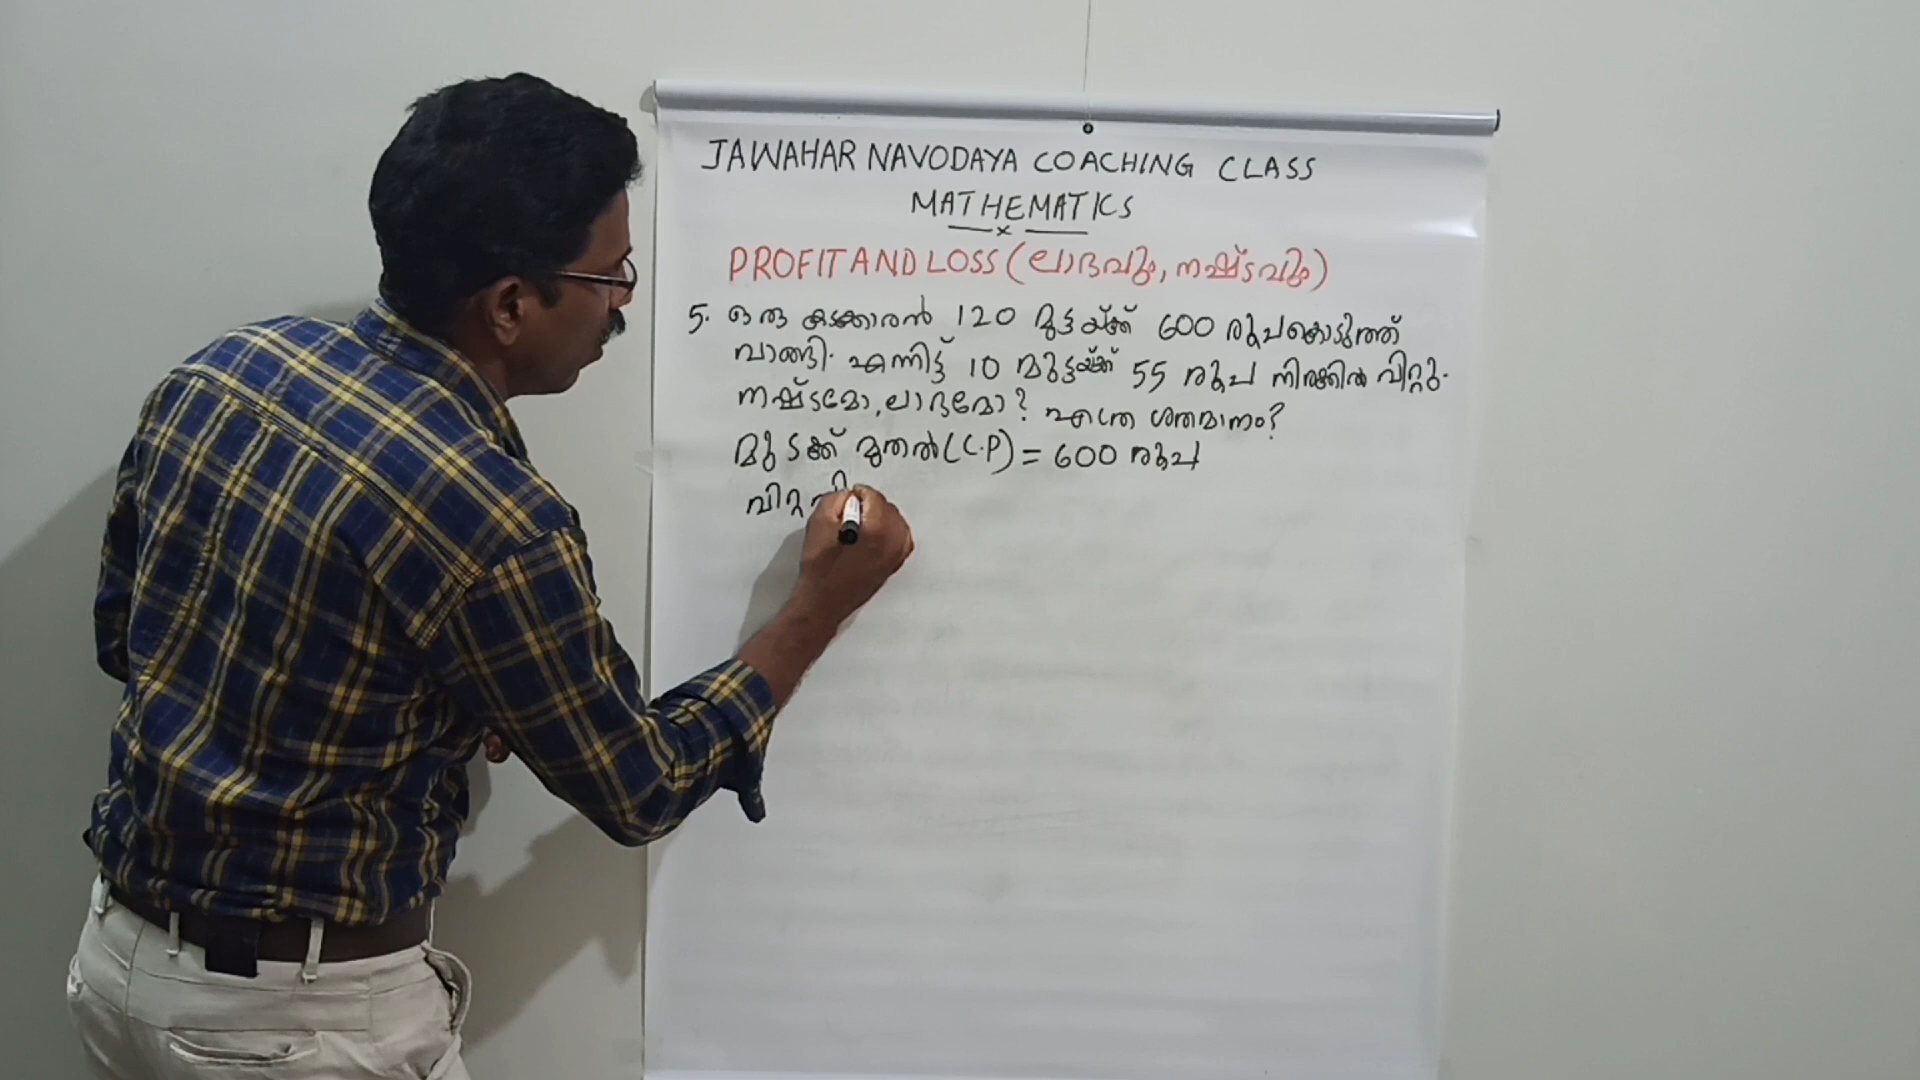 JAWAHAR NAVODAYA COACHING CLASS
MATHEMATICS
PROFIT AND LOSS (ലാഭവും, നഷ്ടവും)
5. ഒരു കടക്കാരൻ 120 മുട്ടയ്ക്ക് 600 രൂപകൊടുത്ത്
വാങ്ങി. എന്നിട്ട് 10 മുട്ടയ്ക്ക് 55 രൂപ നിരക്കിൽ വിറ്റു.
നഷ്ടമോ, ലാഭമോ? എത്ര ശതമാനം?
മുടക്ക് മുതൽ (C.P) = 600 രൂപ
വിറ്റ